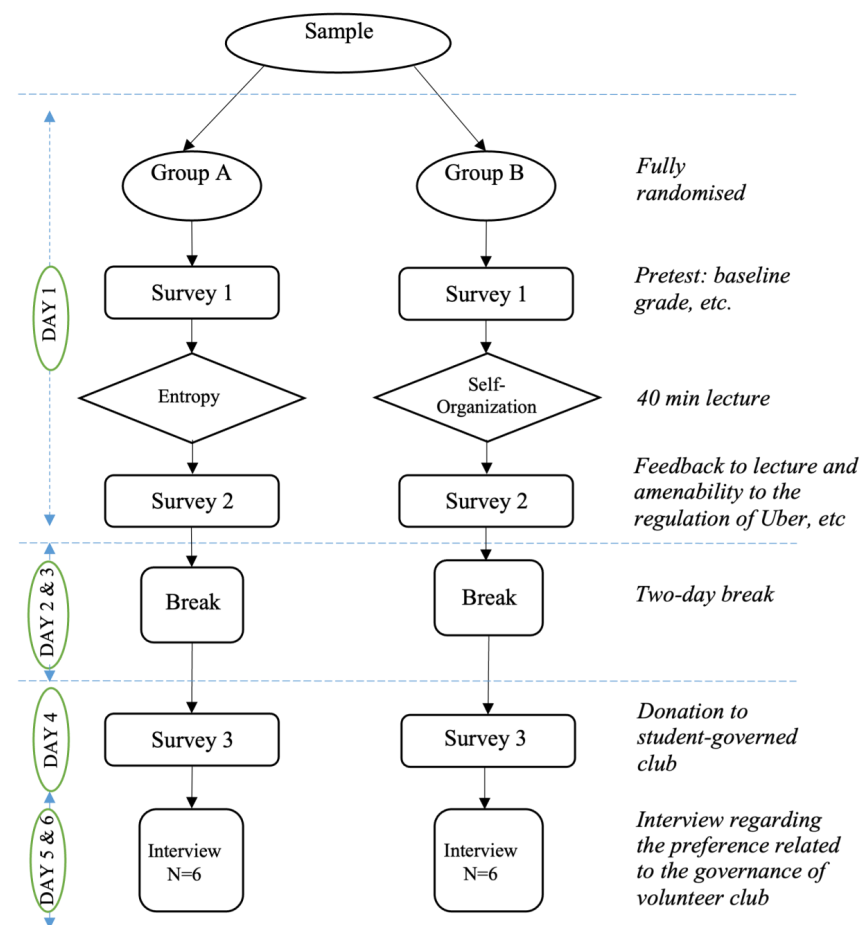 Sample
Group A
Group B
Fully
randomised
DAY 1
Survey 1
Survey 1
Pretest: baseline
grade, etc.
Entropy
Self-
Organization
40 min lecture
Survey 2
Survey 2
Feedback to lecture and
amenability to the
regulation of Uber, etc
DAY 2 & 3
Break
Break
Two-day break
DAY 4
Survey 3
Survey 3
Donation to
student-governed
club
DAY 5 & 6
Interview
N=6
Interview
N=6
Interview regarding
the preference related
to the governance of
volunteer club